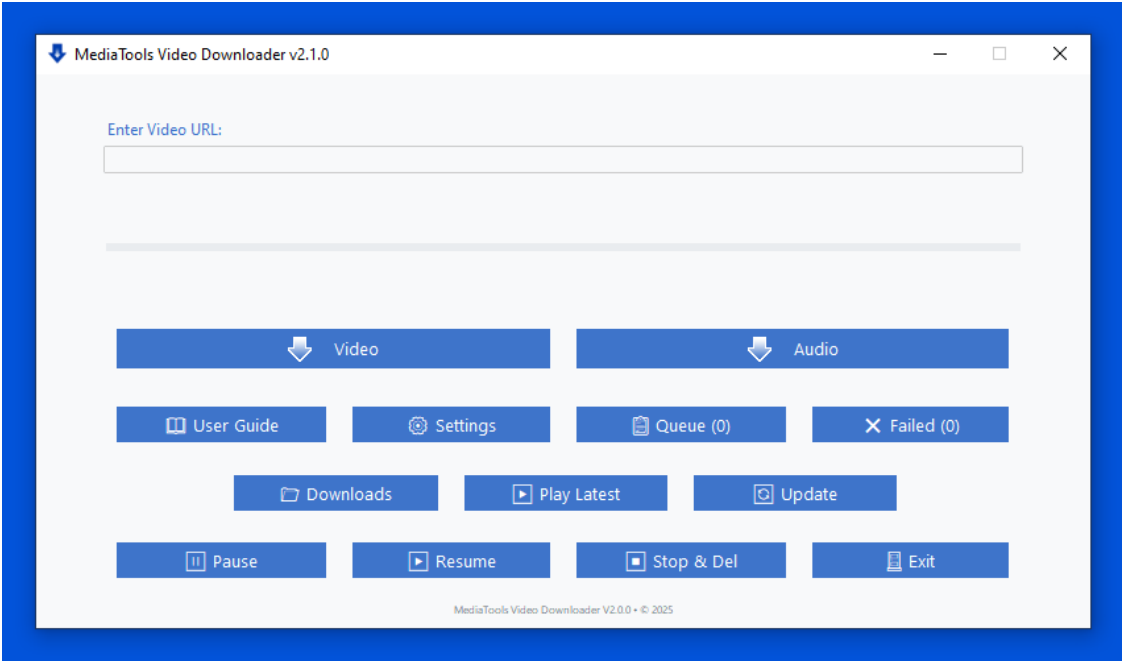 MediaTools Video Downloader v2.1.0
Enter Video URL:
Video
Audio
User Guide
Settings
Queue (0)
Failed (0)
Downloads
Play Latest
Update
Pause
Resume
Stop & Del
Exit
MediaTools Video Downloader V2.0.0 • © 2025